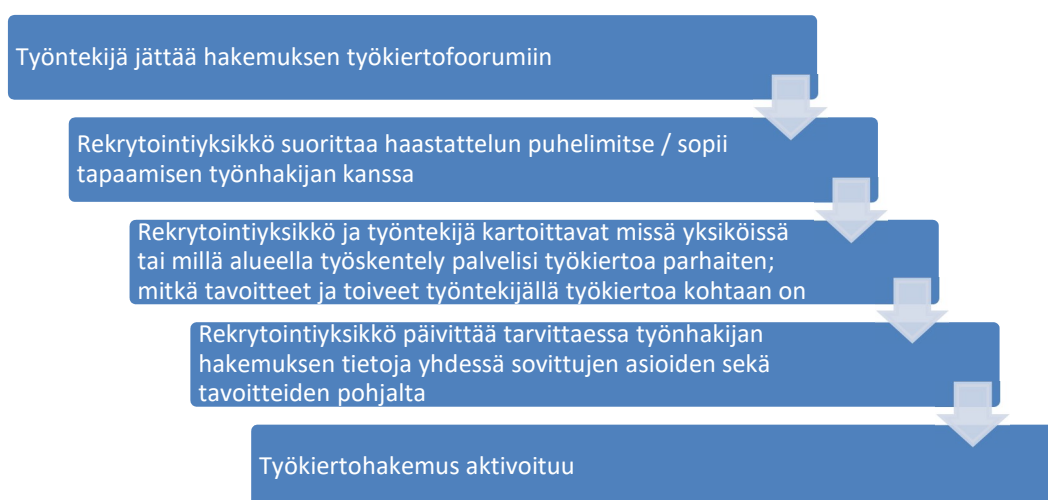 Työntekijä jättää hakemuksen työkiertofoorumiin
Rekrytointiyksikkö suorittaa haastattelun puhelimitse / sopii
tapaamisen työnhakijan kanssa
Rekrytointiyksikkö ja työntekijä kartoittavat missä yksiköissä
tai millä alueella työskentely palvelisi työkiertoa parhaiten;
mitkä tavoitteet ja toiveet työntekijällä työkiertoa kohtaan on
Rekrytointiyksikkö päivittää tarvittaessa työnhakijan
hakemuksen tietoja yhdessä sovittujen asioiden sekä
tavoitteiden pohjalta
Työkiertohakemus aktivoituu